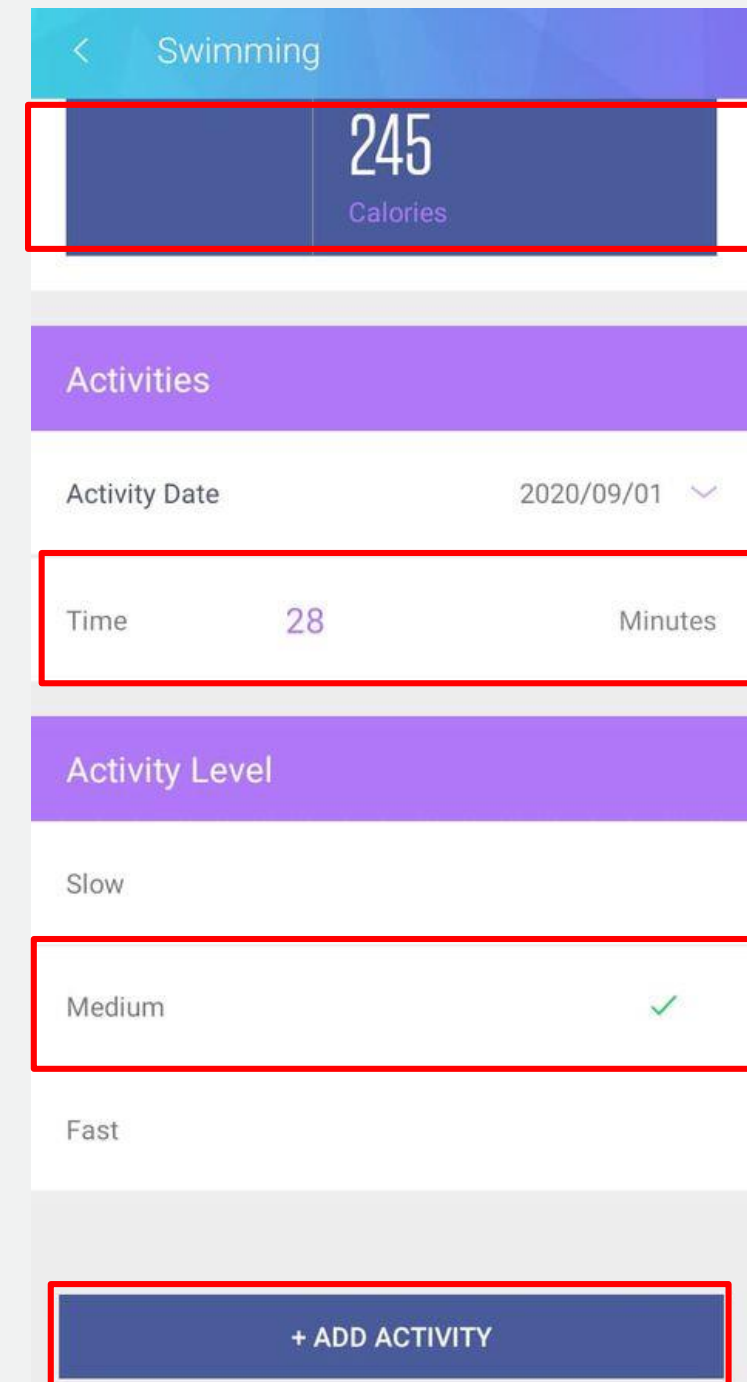 Swimming
245
Calories
Activities
Activity Date 2020/09/01
Time 28 Minutes
Activity Level
Slow
Medium
Fast
+ ADD ACTIVITY